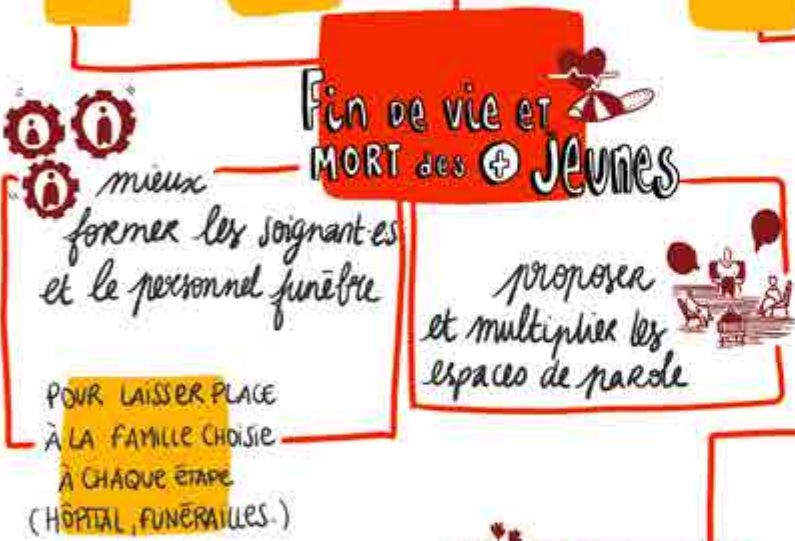 Fin de vie et
MORT des + jeunes
mieux
former les soignant·es
et le personnel funèbre
POUR LAISSER PLACE
À LA FAMILLE CHOISIE
À CHAQUE ÉTAPE
(HÔPITAL, FUNÉRAILLES.)
proposer
et multiplier les
espaces de parole